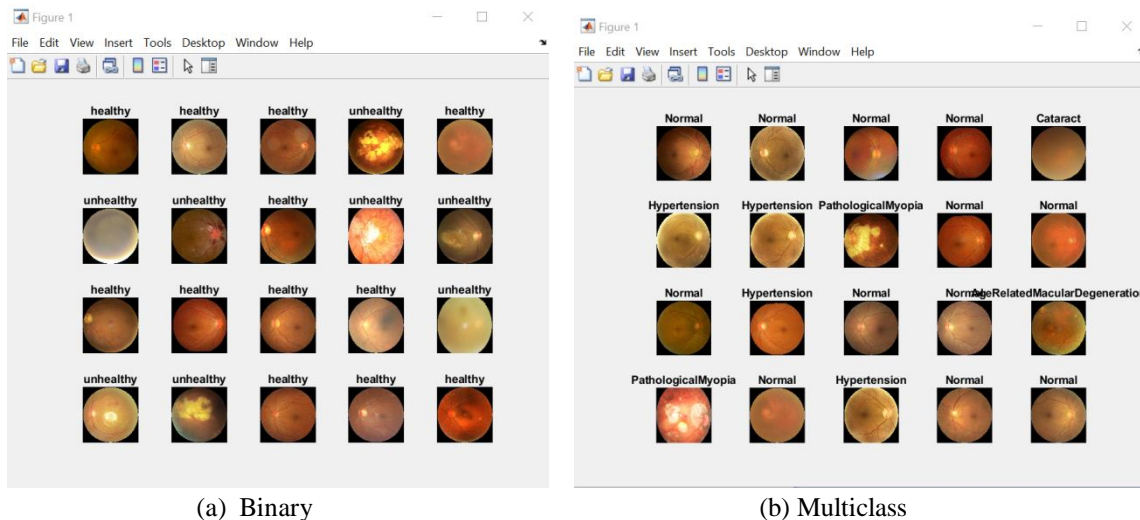 Figure 1
File Edit View Insert Tools Desktop Window Help
healthy healthy healthy unhealthy healthy
unhealthy unhealthy healthy unhealthy unhealthy
healthy healthy healthy healthy unhealthy
unhealthy unhealthy healthy healthy healthy
(a) Binary
Figure 1
File Edit View Insert Tools Desktop Window Help
Normal Normal Normal Normal Cataract
Hypertension Hypertension PathologicalMyopia Normal Normal
Normal Hypertension Normal Normal AgeRelatedMacularDegeneration
PathologicalMyopia Normal Hypertension Normal Normal
(b) Multiclass